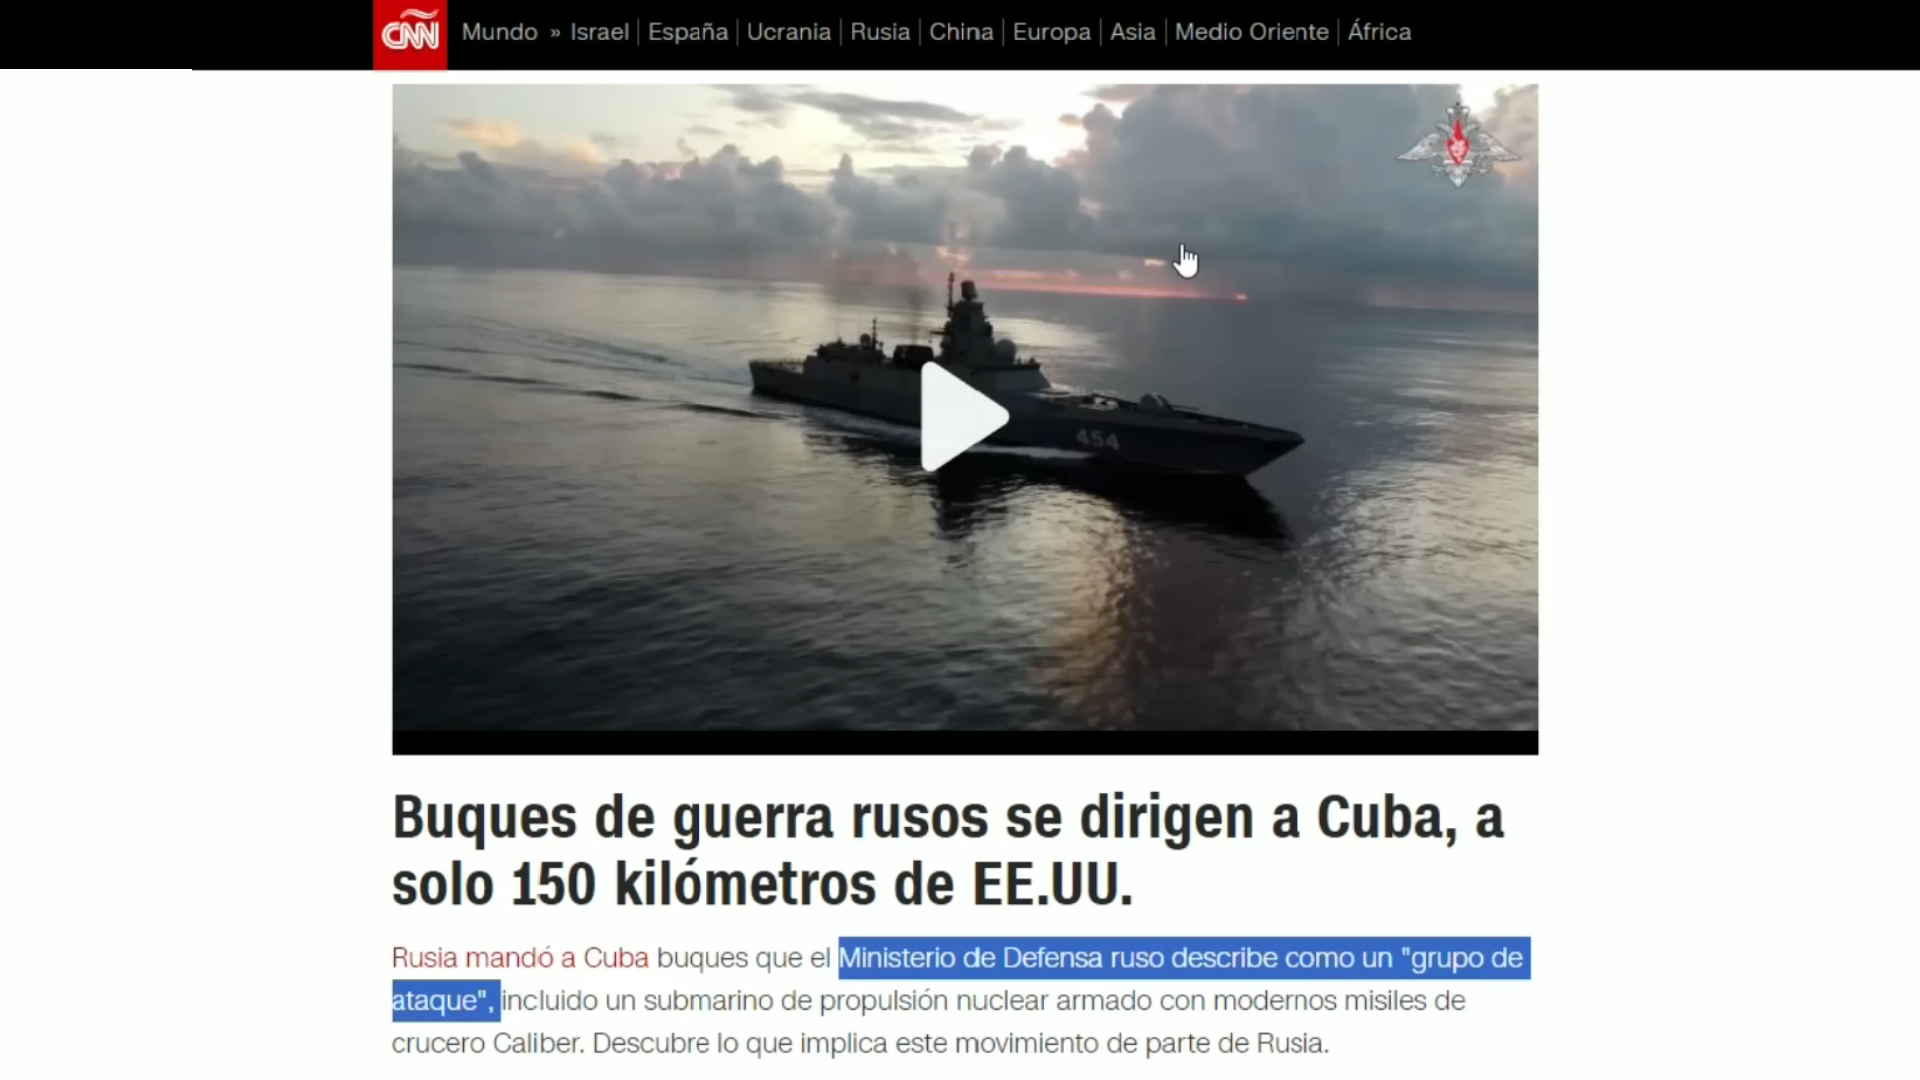 CNN Mundo » Israel | España | Ucrania | Rusia | China | Europa | Asia | Medio Oriente | África
454
Buques de guerra rusos se dirigen a Cuba, a
solo 150 kilómetros de EE.UU.
Rusia mandó a Cuba buques que el Ministerio de Defensa ruso describe como un "grupo de
ataque", incluido un submarino de propulsión nuclear armado con modernos misiles de
crucero Caliber. Descubre lo que implica este movimiento de parte de Rusia.